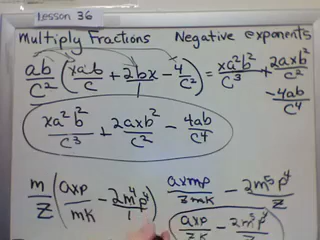 Lesson 36
Multiply Fractions Negative exponents
ab/c² (xab/c + 2bx/1 - 4/c²) = xa²b²/c³ + 2axb²/c²
- 4ab/c⁴
xa²b²/c³ + 2axb²/c² - 4ab/c⁴
m/z (axp/mk - 2m⁴p⁴/1) axmp/zmk - 2m⁵p⁴/z
axp/zk - 2m⁵p⁴/z